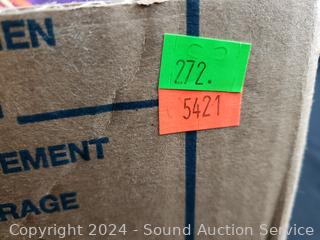 EN
272.
5421
EMENT
RAGE
Copyright 2024 - Sound Auction Service